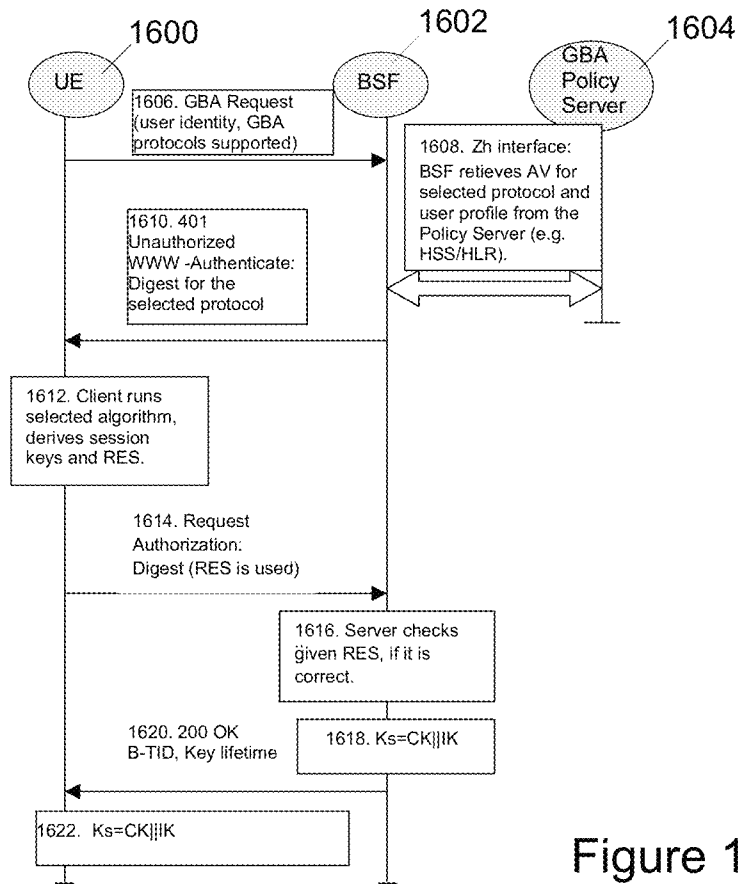 1600
1602
1604
UE
BSF
GBA
Policy
Server
1606. GBA Request
(user identity, GBA
protocols supported)
1608. Zh interface:
BSF retieves AV for
selected protocol and
user profile from the
Policy Server (e.g.
HSS/HLR).
1610. 401
Unauthorized
WWW -Authenticate:
Digest for the
selected protocol
1612. Client runs
selected algorithm,
derives session
keys and RES.
1614. Request
Authorization:
Digest (RES is used)
1616. Server checks
given RES, if it is
correct.
1618. Ks=CK||IK
1620. 200 OK
B-TID, Key lifetime
1622. Ks=CK||IK
Figure 1